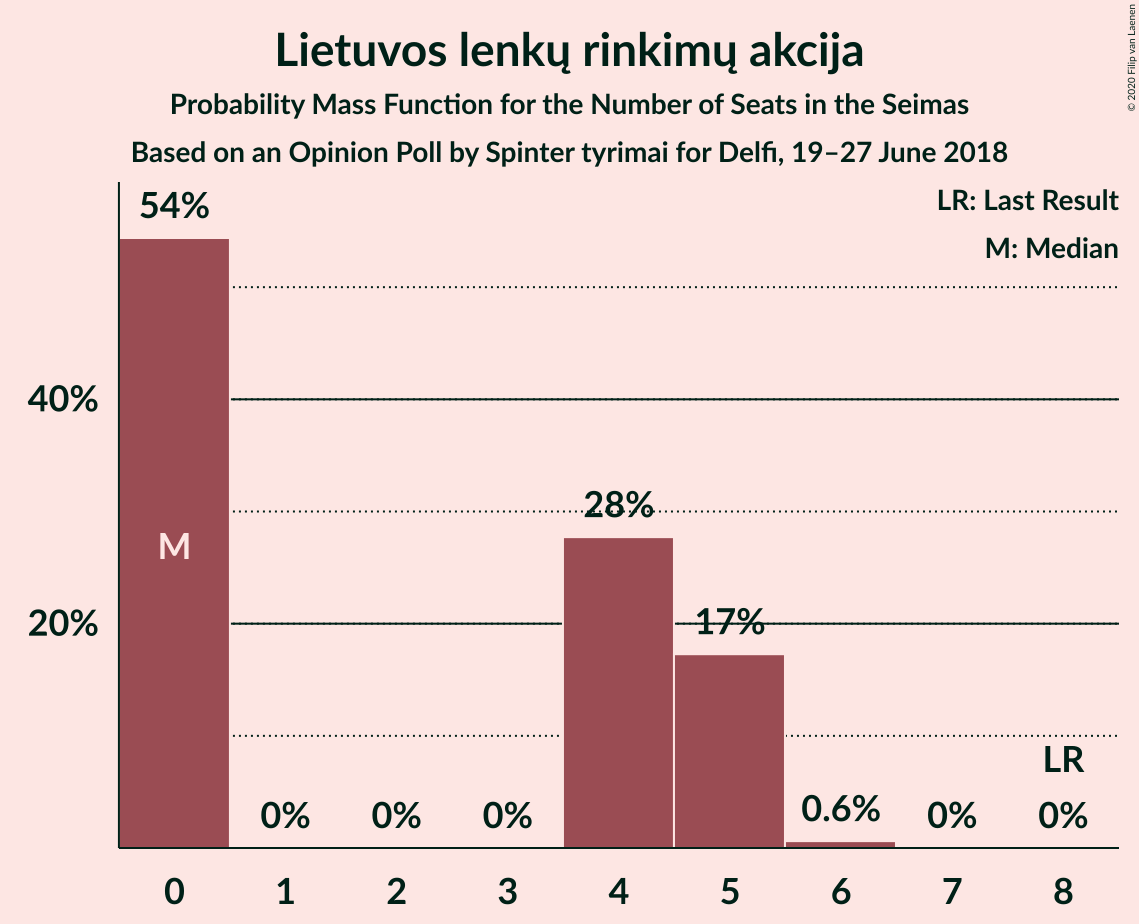 Lietuvos lenkų rinkimų akcija
Probability Mass Function for the Number of Seats in the Seimas
Based on an Opinion Poll by Spinter tyrimai for Delfi, 19–27 June 2018
© 2020 Filip van Laenen
LR: Last Result
M: Median
54%
40%
28%
M
20%
17%
LR
0%
0%
0%
0.6%
0%
0%
0
1
2
3
4
5
6
7
8